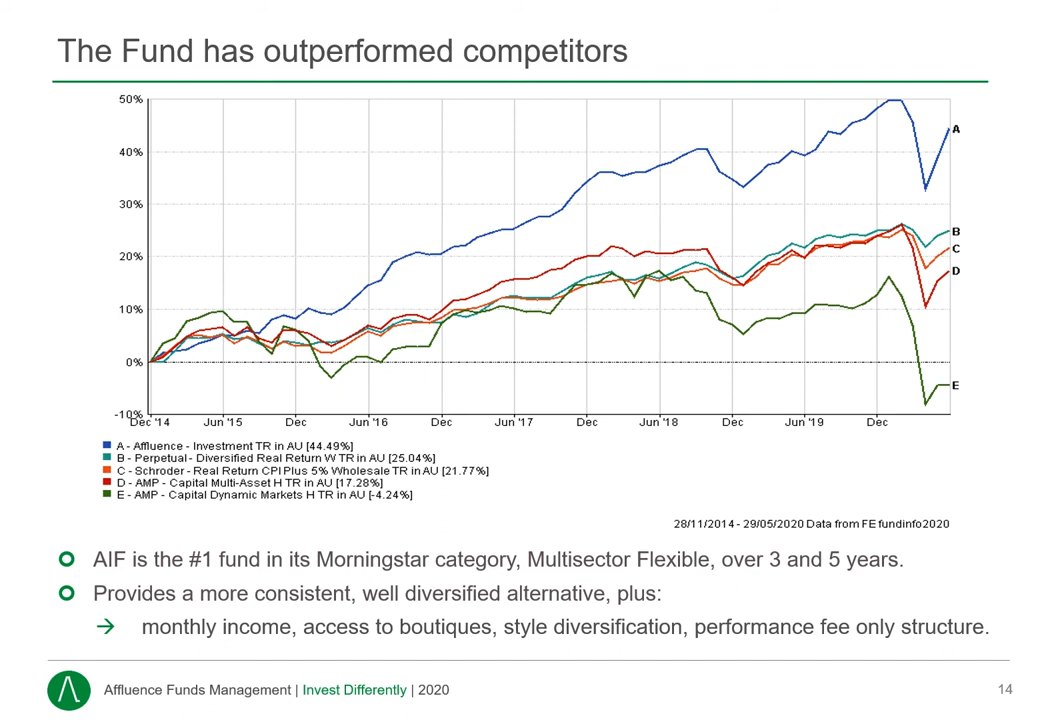 The Fund has outperformed competitors
50%
40%
30%
20%
10%
0%
-10%
A
B
C
D
E
Dec '14 Jun '15 Dec Jun '16 Dec Jun '17 Dec Jun '18 Dec Jun '19 Dec
A - Affluence - Investment TR in AU [44.49%]
B - Perpetual - Diversified Real Return W TR in AU [25.04%]
C - Schroder - Real Return CPI Plus 5% Wholesale TR in AU [21.77%]
D - AMP - Capital Multi-Asset H TR in AU [17.28%]
E - AMP - Capital Dynamic Markets H TR in AU [-4.24%]
28/11/2014 - 29/05/2020 Data from FE fundinfo2020
AIF is the #1 fund in its Morningstar category, Multisector Flexible, over 3 and 5 years.
Provides a more consistent, well diversified alternative, plus:
→ monthly income, access to boutiques, style diversification, performance fee only structure.
Affluence Funds Management | Invest Differently | 2020
14